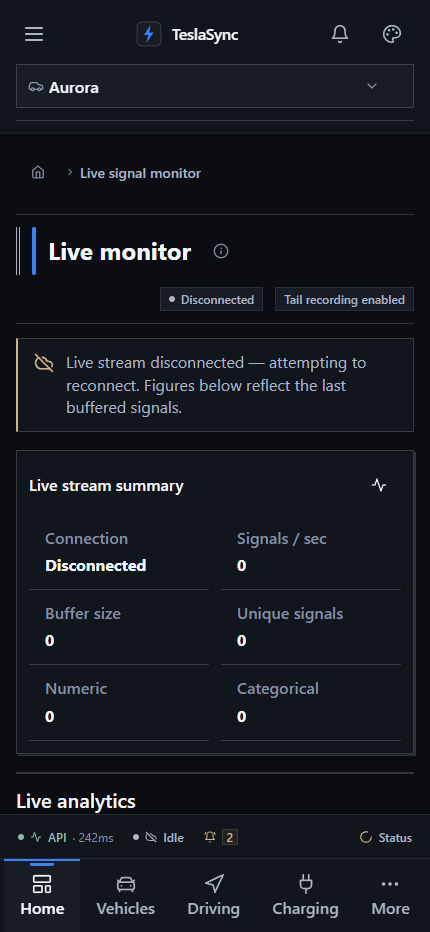 TeslaSync
Aurora
Live signal monitor
Live monitor
Disconnected
Tail recording enabled
Live stream disconnected — attempting to
reconnect. Figures below reflect the last
buffered signals.
Live stream summary
Connection
Disconnected
Signals / sec
0
Buffer size
0
Unique signals
0
Numeric
0
Categorical
0
Live analytics
API · 242ms
Idle
2
Status
Home
Vehicles
Driving
Charging
More